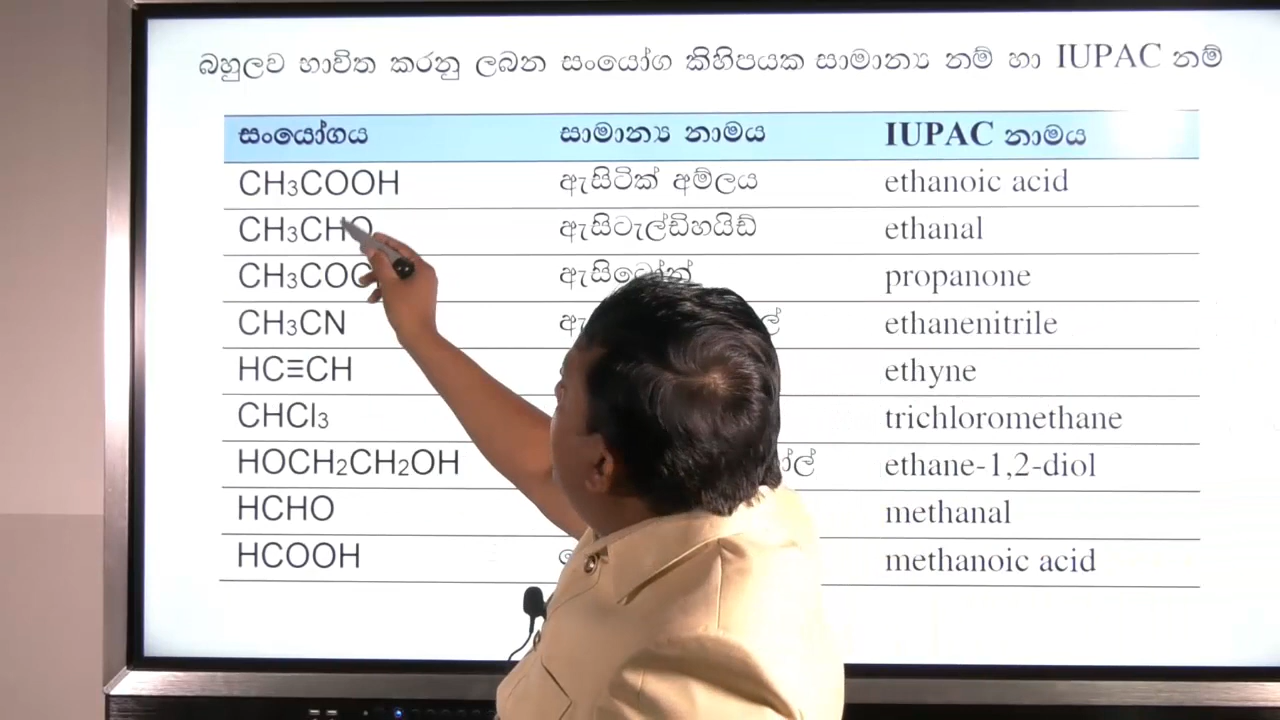 බහුලව භාවිත කරනු ලබන සංයෝග කිහිපයක සාමාන්‍ය නම් හා IUPAC නම්
සංයෝගය සාමාන්‍ය නාමය IUPAC නාමය
CH₃COOH ඇසිටික් අම්ලය ethanoic acid
CH₃CHO ඇසිටැල්ඩිහයිඩ් ethanal
ඇසිටෝන් propanone
CH₃CN ethanenitrile
HC≡CH ethyne
CHCl₃ trichloromethane
HOCH₂CH₂OH ethane-1,2-diol
HCHO methanal
HCOOH methanoic acid